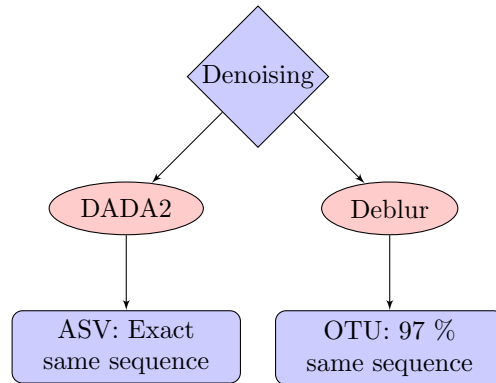 Denoising
DADA2
Deblur
ASV: Exact
same sequence
OTU: 97 %
same sequence